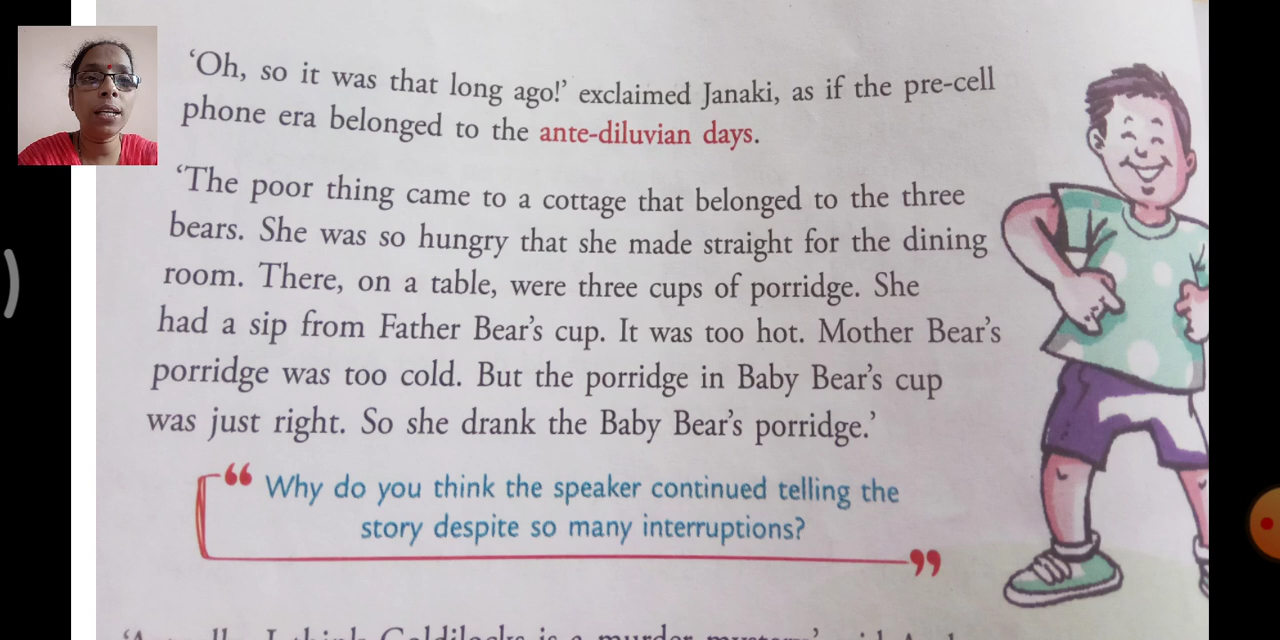 ‘Oh, so it was that long ago!’ exclaimed Janaki, as if the pre-cell
phone era belonged to the ante-diluvian days.
‘The poor thing came to a cottage that belonged to the three
bears. She was so hungry that she made straight for the dining
room. There, on a table, were three cups of porridge. She
had a sip from Father Bear’s cup. It was too hot. Mother Bear’s
porridge was too cold. But the porridge in Baby Bear’s cup
was just right. So she drank the Baby Bear’s porridge.’
“ Why do you think the speaker continued telling the
story despite so many interruptions?
”
I think Goldilocks is a murder mystery,’